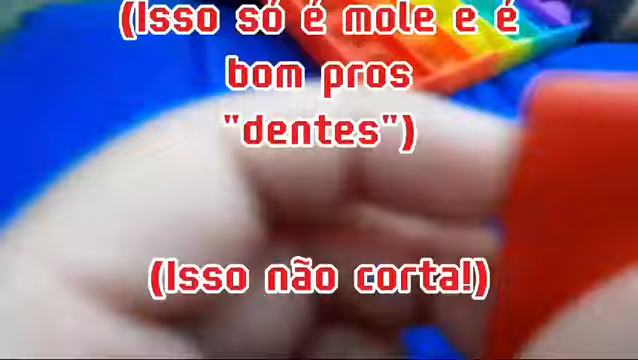 (Isso só é mole e é
bom pros
"dentes")
(Isso não corta!)